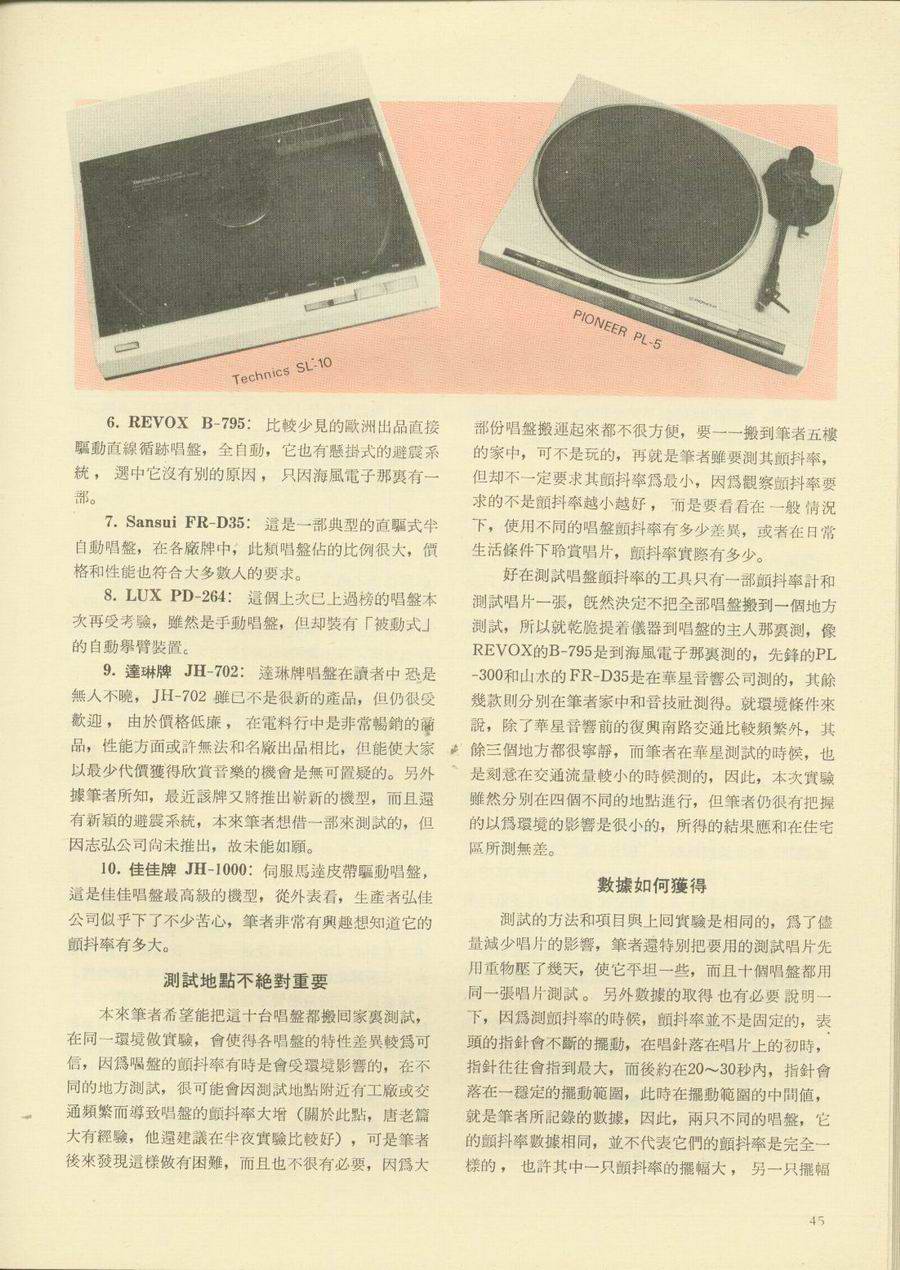 Technics SL-10
PIONEER PL-5
6. REVOX B-795: 比較少見的歐洲出品直接
驅動直線循跡唱盤，全自動，它也有懸掛式的避震系
統， 選中它沒有別的原因， 只因海風電子那裏有一
部。
7. Sansui FR-D35: 這是一部典型的直驅式半
自動唱盤，在各廠牌中，此類唱盤佔的比例很大，價
格和性能也符合大多數人的要求。
8. LUX PD-264: 這個上次已上過榜的唱盤本
次再受考驗，雖然是手動唱盤，但却裝有「被動式」
的自動舉臂裝置。
9. 達琳牌 JH-702: 達琳牌唱盤在讀者中恐是
無人不曉， JH-702 雖已不是很新的產品，但仍很受
歡迎， 由於價格低廉， 在電料行中是非常暢銷的
品，性能方面或許無法和名廠出品相比，但能使大家
以最少代價獲得欣賞音樂的機會是無可置疑的。另外
據筆者所知，最近該牌又將推出嶄新的機型，而且還
有新穎的避震系統，本來筆者想借一部來測試的，但
因志弘公司尚未推出，故未能如願。
10. 佳佳牌 JH-1000: 伺服馬達皮帶驅動唱盤，
這是佳佳唱盤最高級的機型，從外表看，生產者弘佳
公司似乎下了不少苦心，筆者非常有興趣想知道它的
顫抖率有多大。
測試地點不絕對重要
本來筆者希望能把這十台唱盤都搬囘家裏測試，
在同一環境做實驗，會使得各唱盤的特性差異較爲可
信，因爲唱盤的顫抖率有時是會受環境影響的，在不
同的地方測試，很可能會因測試地點附近有工廠或交
通頻繁而導致唱盤的顫抖率大增（關於此點，唐老篇
大有經驗，他還建議在半夜實驗比較好），可是筆者
後來發現這樣做有困難，而且也不很有必要，因爲大
部份唱盤搬運起來都不很方便，要一一搬到筆者五樓
的家中，可不是玩的，再就是筆者雖要測其顫抖率，
但却不一定要求其顫抖率爲最小，因爲觀察顫抖率要
求的不是顫抖率越小越好， 而是要看看在一般情況
下，使用不同的唱盤顫抖率有多少差異，或者在日常
生活條件下聆賞唱片，顫抖率實際有多少。
好在測試唱盤顫抖率的工具只有一部顫抖率計和
測試唱片一張，既然決定不把全部唱盤搬到一個地方
測試，所以就乾脆提着儀器到唱盤的主人那裏測，像
REVOX的B-795是到海風電子那裏測的，先鋒的PL
-300和山水的FR-D35是在華星音響公司測的，其餘
幾款則分別在筆者家中和音技社測得。就環境條件來
說，除了華星音響前的復興南路交通比較頻繁外，其
餘三個地方都很寧靜，而筆者在華星測試的時候，也
是刻意在交通流量較小的時候測的，因此，本次實驗
雖然分別在四個不同的地點進行，但筆者仍很有把握
的以爲環境的影響是很小的，所得的結果應和在住宅
區所測無差。
數據如何獲得
測試的方法和項目與上囘實驗是相同的，爲了儘
量減少唱片的影響，筆者還特別把要用的測試唱片先
用重物壓了幾天，使它平坦一些，而且十個唱盤都用
同一張唱片測試。 另外數據的取得也有必要說明一
下，因爲測顫抖率的時候，顫抖率並不是固定的，表
頭的指針會不斷的擺動，在唱針落在唱片上的初時，
指針往往會指到最大，而後約在20～30秒內，指針會
落在一穩定的擺動範圍，此時在擺動範圍的中間値，
就是筆者所記錄的數據，因此，兩只不同的唱盤，它
的顫抖率數據相同，並不代表它們的顫抖率是完全一
樣的， 也許其中一只顫抖率的擺幅大， 另一只擺幅
45